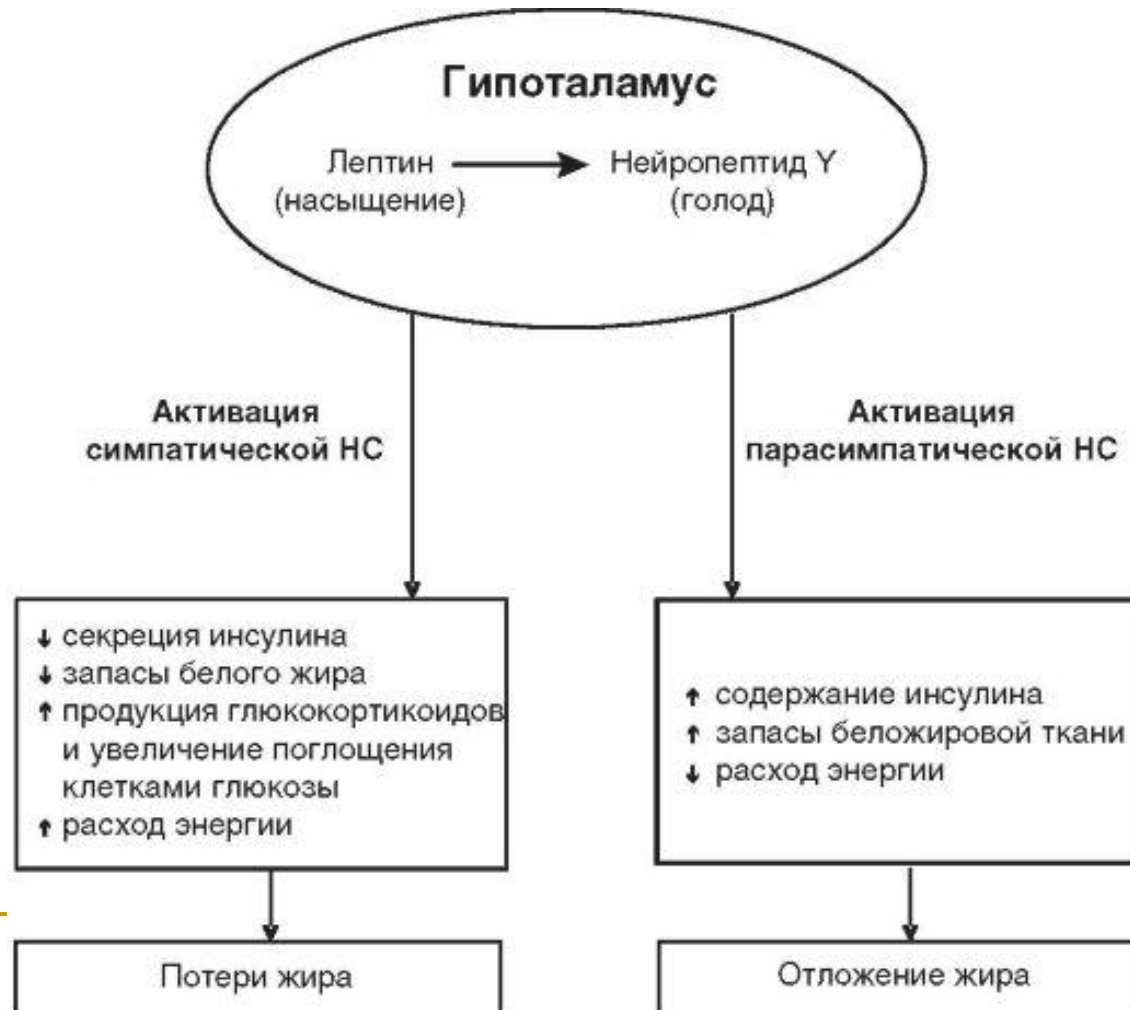 Гипоталамус
Лептин
(насыщение)
Нейропептид Y
(голод)
Активация
симпатической НС
Активация
парасимпатической НС
↓ секреция инсулина
↓ запасы белого жира
↑ продукция глюкокортикоидов
и увеличение поглощения
клетками глюкозы
↑ расход энергии
↑ содержание инсулина
↑ запасы беложировой ткани
↓ расход энергии
Потери жира
Отложение жира